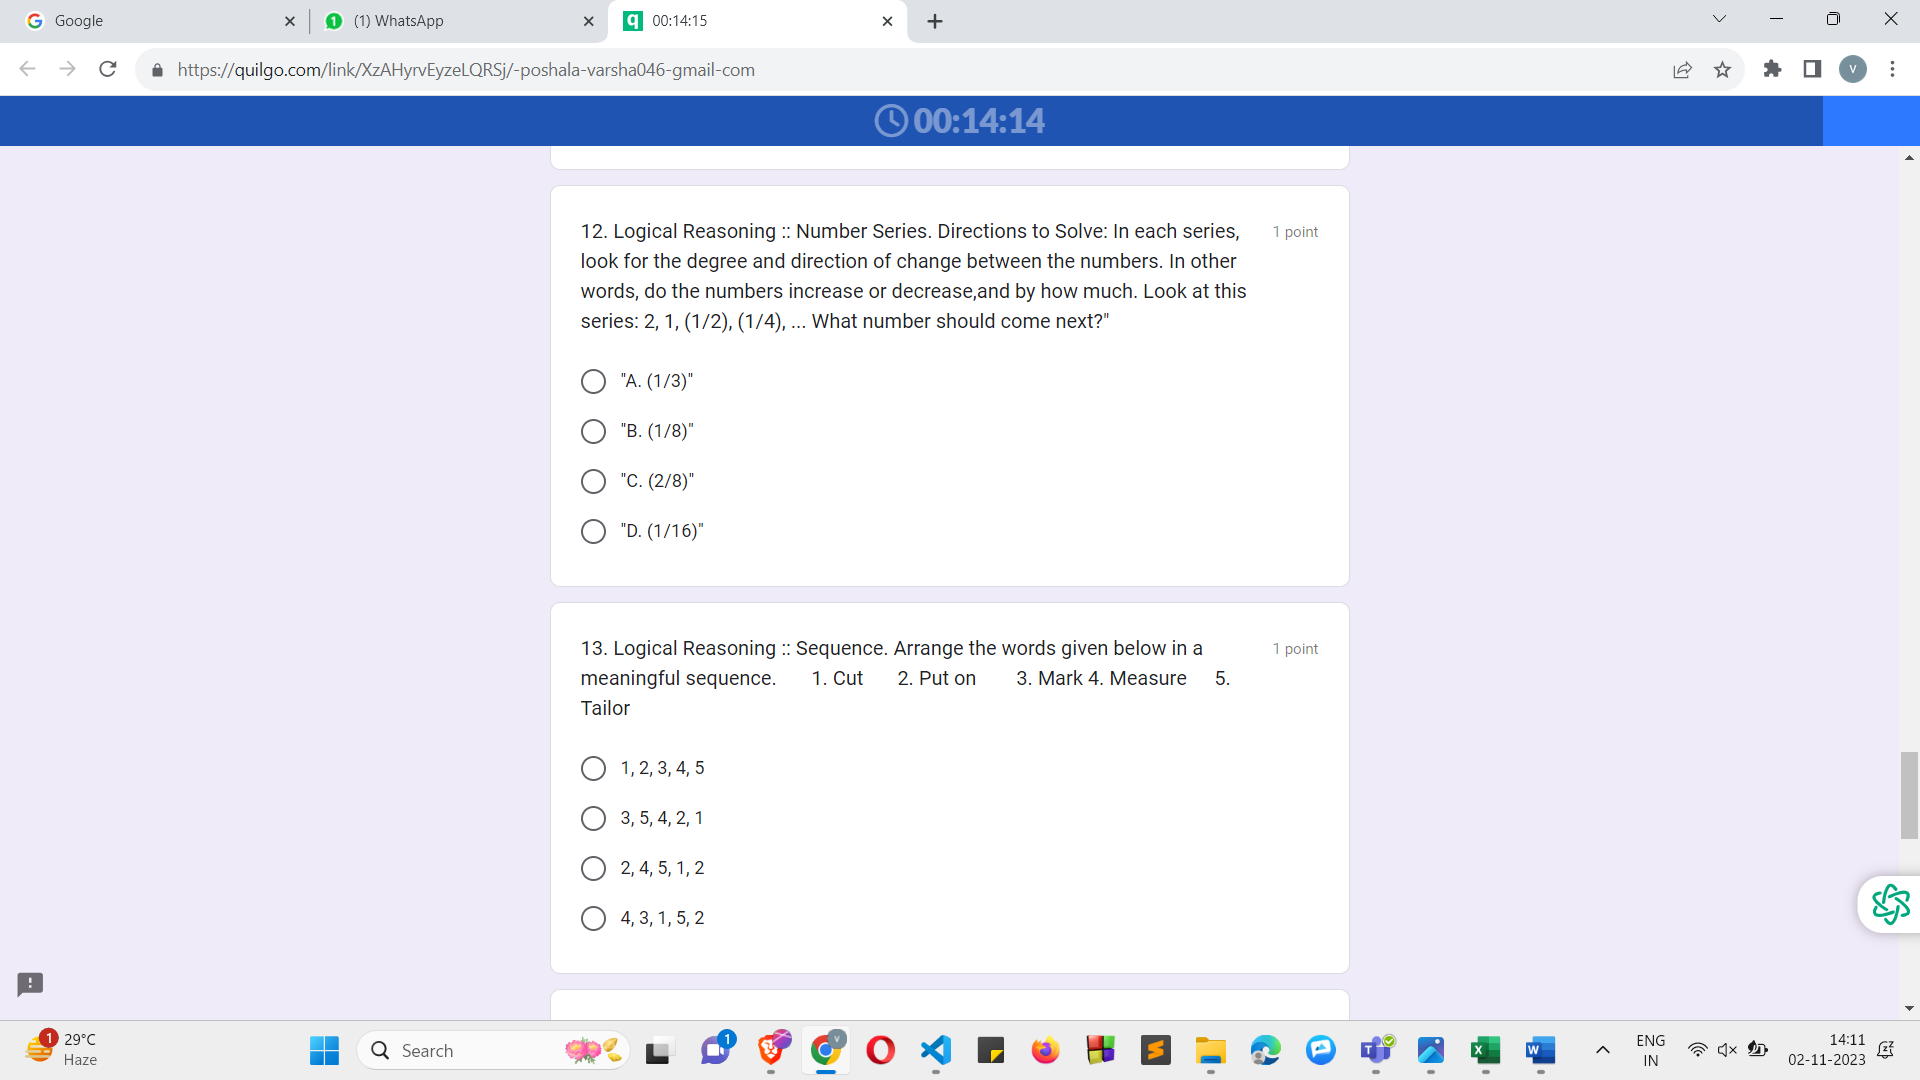 Google
(1) WhatsApp
00:14:15
https://quilgo.com/link/XzAHyrvEyzeLQRSj/-poshala-varsha046-gmail-com
V
00:14:14
12. Logical Reasoning :: Number Series. Directions to Solve: In each series,
1 point
look for the degree and direction of change between the numbers. In other
words, do the numbers increase or decrease,and by how much. Look at this
series: 2, 1, (1/2), (1/4), ... What number should come next?"
"A. (1/3)"
"B. (1/8)"
"C. (2/8)"
"D. (1/16)"
13. Logical Reasoning :: Sequence. Arrange the words given below in a
1 point
meaningful sequence. 1. Cut 2. Put on 3. Mark 4. Measure 5.
Tailor
1, 2, 3, 4, 5
3, 5, 4, 2, 1
2, 4, 5, 1, 2
4, 3, 1, 5, 2
1
29°C
Haze
Search
1
ENG
IN
14:11
02-11-2023